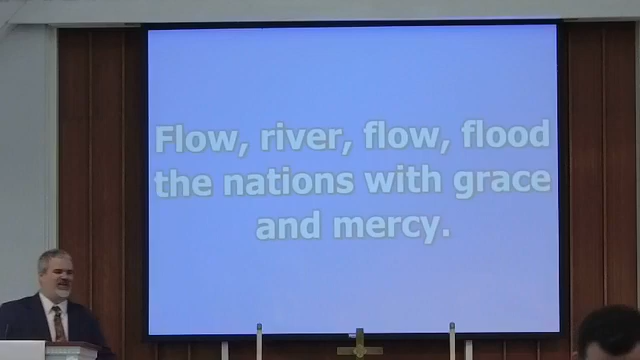 Flow, river, flow, flood
the nations with grace
and mercy.